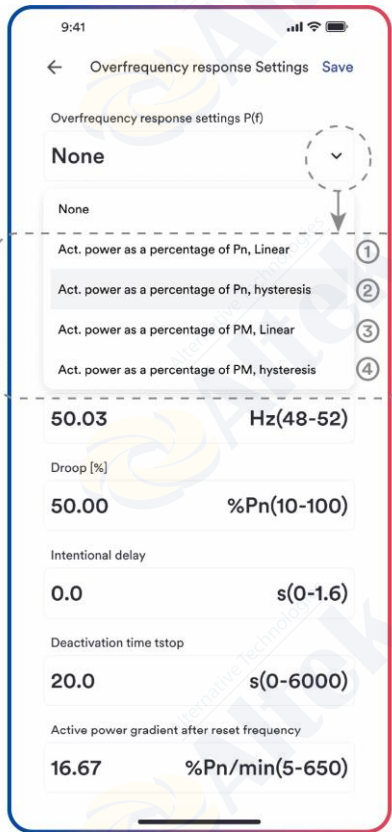 9:41
Overfrequency response Settings Save
Overfrequency response settings P(f)
None
None
Act. power as a percentage of Pn, Linear ①
Act. power as a percentage of Pn, hysteresis ②
Act. power as a percentage of PM, Linear ③
Act. power as a percentage of PM, hysteresis ④
50.03 Hz(48-52)
Droop [%]
50.00 %Pn(10-100)
Intentional delay
0.0 s(0-1.6)
Deactivation time tstop
20.0 s(0-6000)
Active power gradient after reset frequency
16.67 %Pn/min(5-650)
Altek
Alternative Technologies